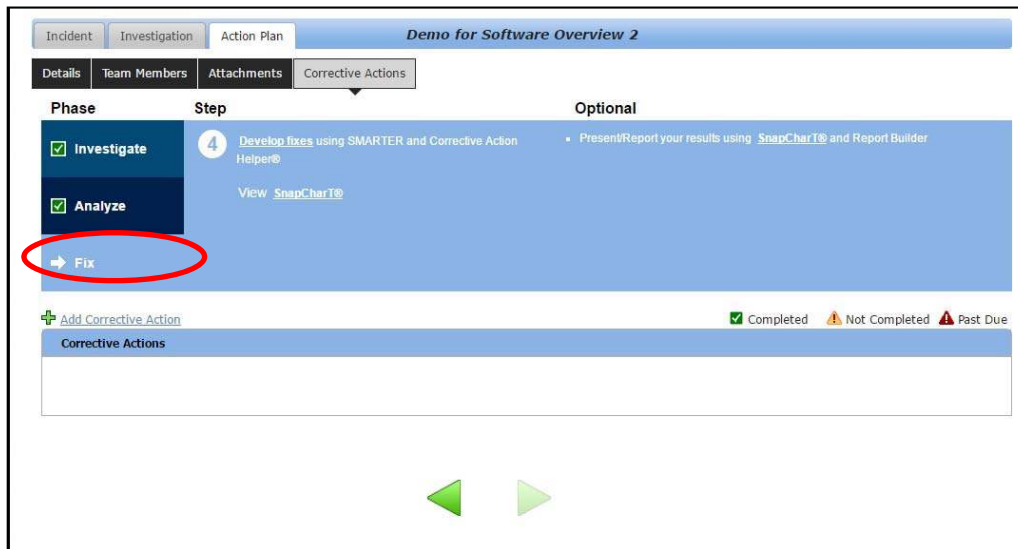 Incident Investigation Action Plan Demo for Software Overview 2
Details Team Members Attachments Corrective Actions
Phase Step Optional
Investigate
4 Develop fixes using SMARTER and Corrective Action
Helper®
View SnapCharT®
• Present/Report your results using SnapCharT® and Report Builder
Analyze
Fix
Add Corrective Action
Completed Not Completed Past Due
Corrective Actions